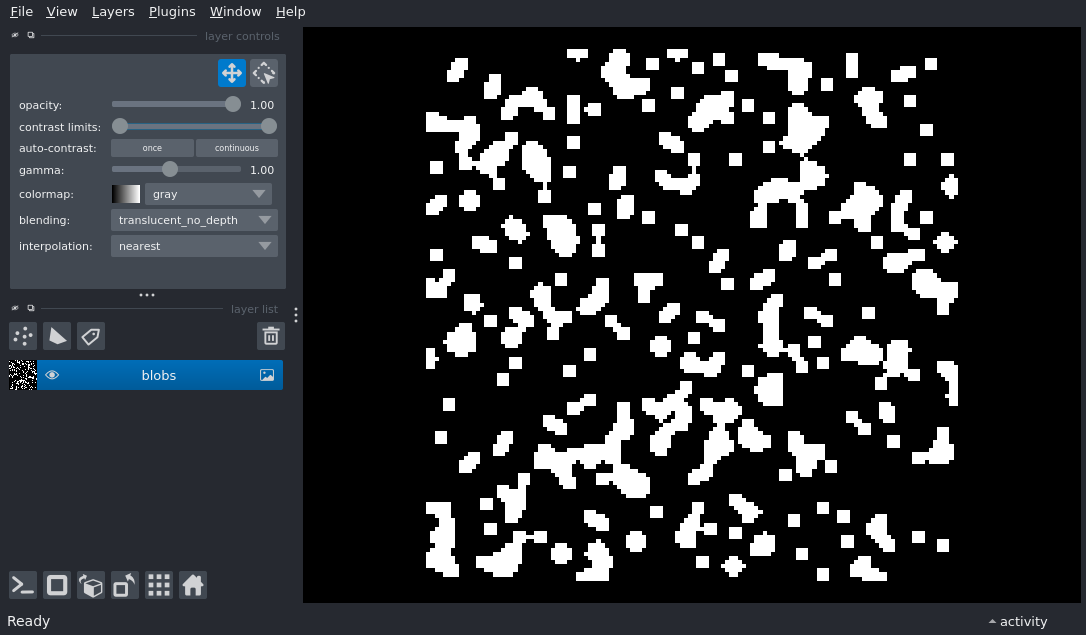 File View Layers Plugins Window Help
layer controls
opacity: 1.00
contrast limits:
auto-contrast: once continuous
gamma: 1.00
colormap: gray
blending: translucent_no_depth
interpolation: nearest
layer list
blobs
Ready activity